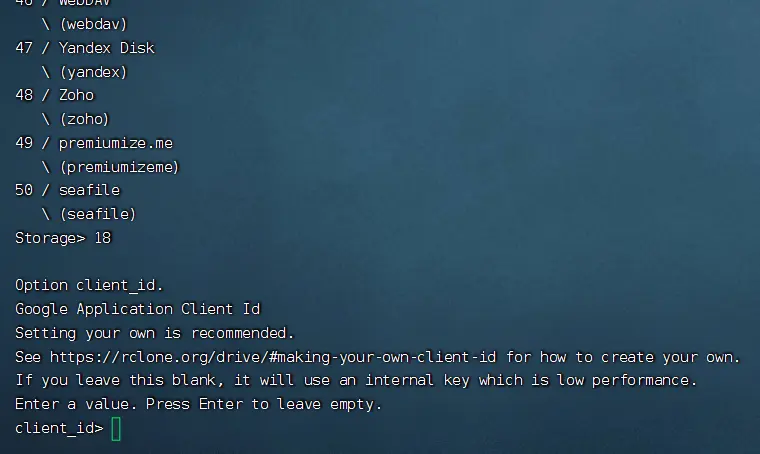 46 / WebDAV
\ (webdav)
47 / Yandex Disk
\ (yandex)
48 / Zoho
\ (zoho)
49 / premiumize.me
\ (premiumizeme)
50 / seafile
\ (seafile)
Storage> 18
Option client_id.
Google Application Client Id
Setting your own is recommended.
See https://rclone.org/drive/#making-your-own-client-id for how to create your own.
If you leave this blank, it will use an internal key which is low performance.
Enter a value. Press Enter to leave empty.
client_id>